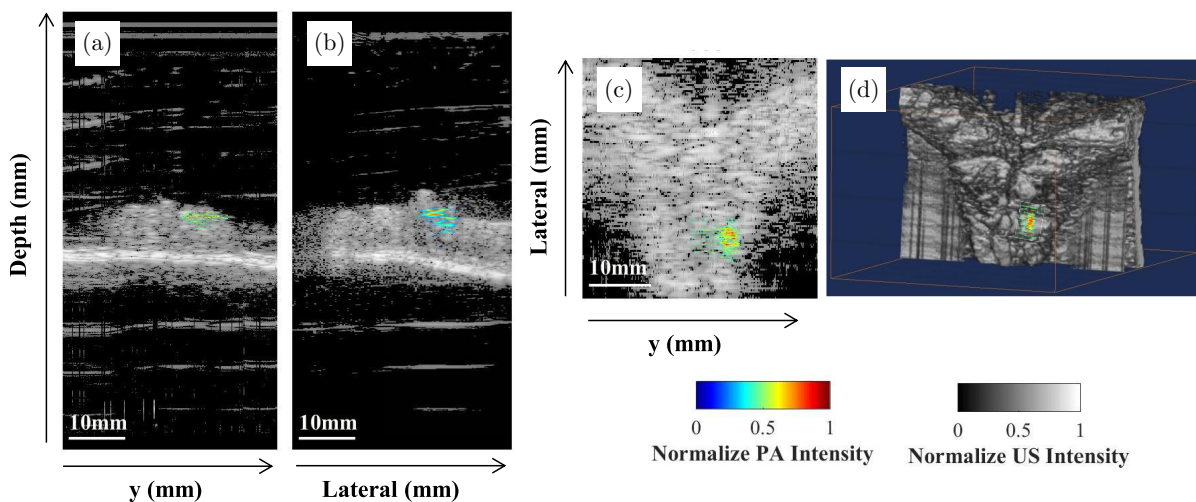 (a)
(b)
(c)
(d)
Depth (mm)
10mm
10mm
y (mm)
Lateral (mm)
Lateral (mm)
10mm
y (mm)
0 0.5 1
Normalize PA Intensity
0 0.5 1
Normalize US Intensity